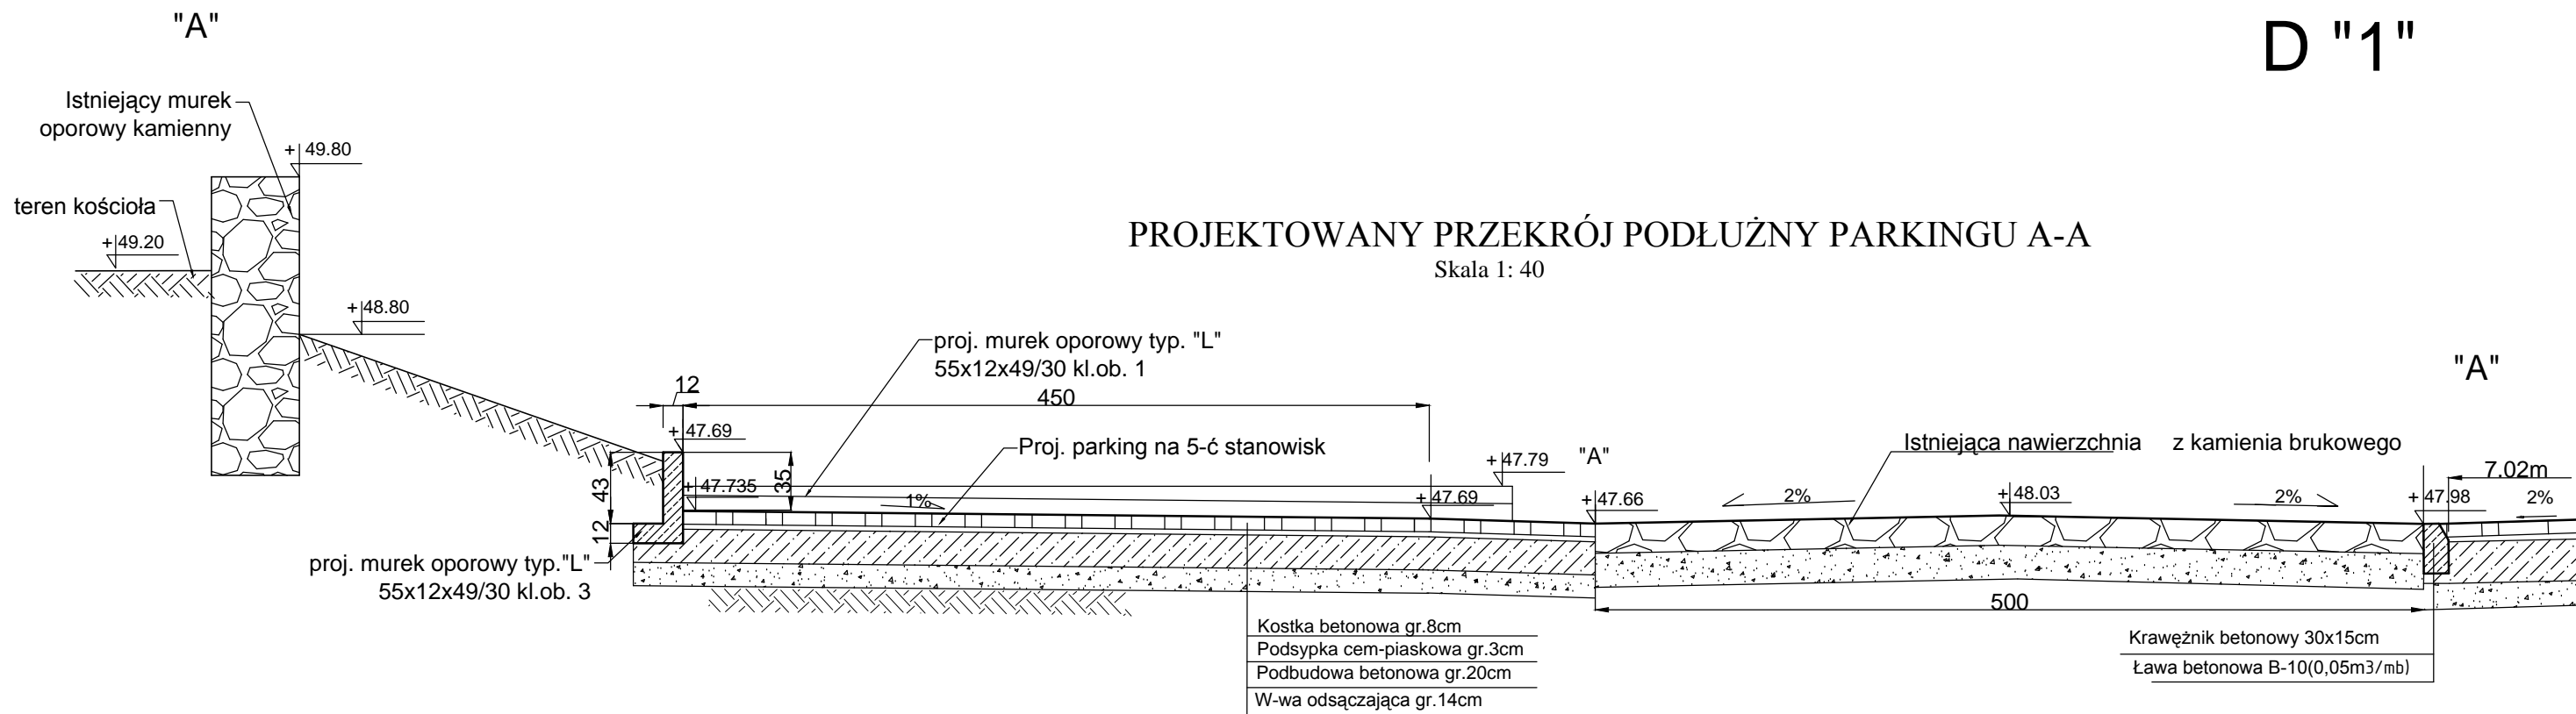 "A"
D "1"
Istniejący murek
oporowy kamienny
+ 49.80
teren kościoła
+49.20
PROJEKTOWANY PRZEKRÓJ PODŁUŻNY PARKINGU A-A
Skala 1: 40
+ 48.80
proj. murek oporowy typ. "L"
55x12x49/30 kl.ob. 1
"A"
12
450
+ 47.69
Proj. parking na 5-ć stanowisk
Istniejąca nawierzchnia z kamienia brukowego
+ 47.79
"A"
7.02m
43
35
+ 47.735
1%
+ 47.69
+ 47.66
2%
+ 48.03
2%
+ 47.98
2%
12
proj. murek oporowy typ."L"
55x12x49/30 kl.ob. 3
500
Kostka betonowa gr.8cm
Podsypka cem-piaskowa gr.3cm
Podbudowa betonowa gr.20cm
W-wa odsączająca gr.14cm
Krawężnik betonowy 30x15cm
Ława betonowa B-10(0,05m3/mb)